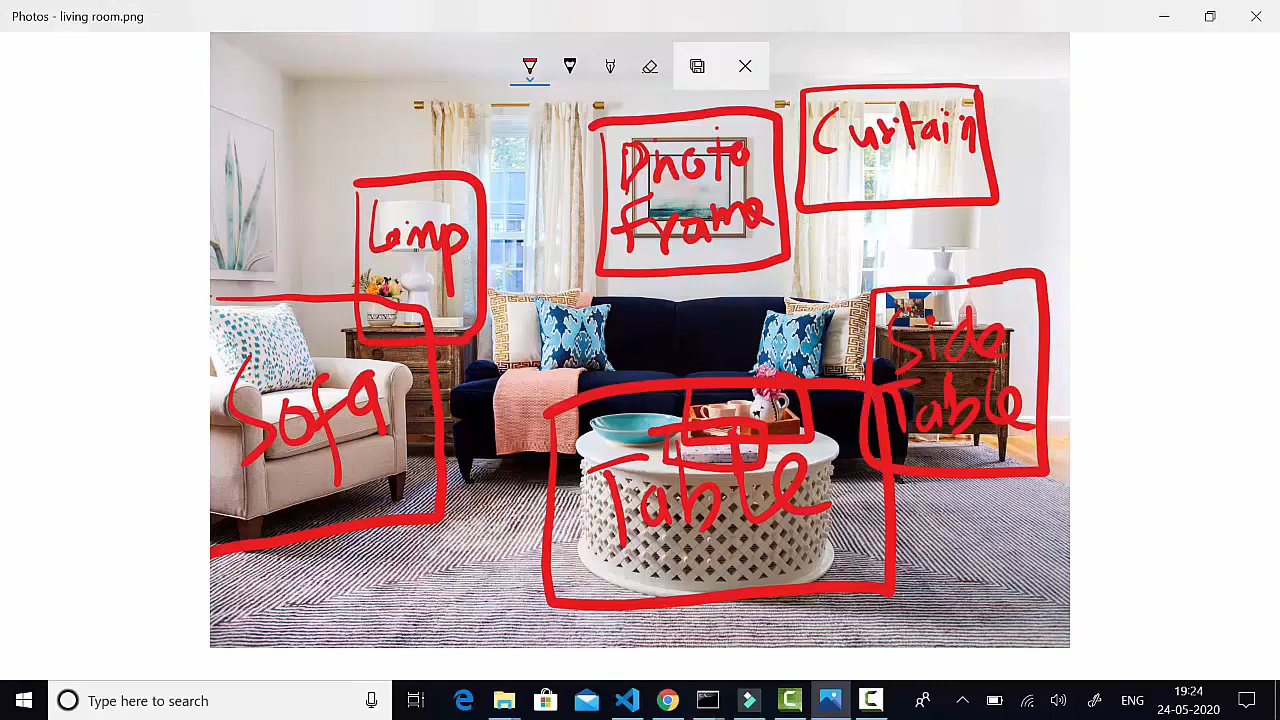 Photos - living room.png
Curtain
Photo
frame
Lamp
Side
Table
Sofa
Table
Type here to search
ENG
19:24
24-05-2020